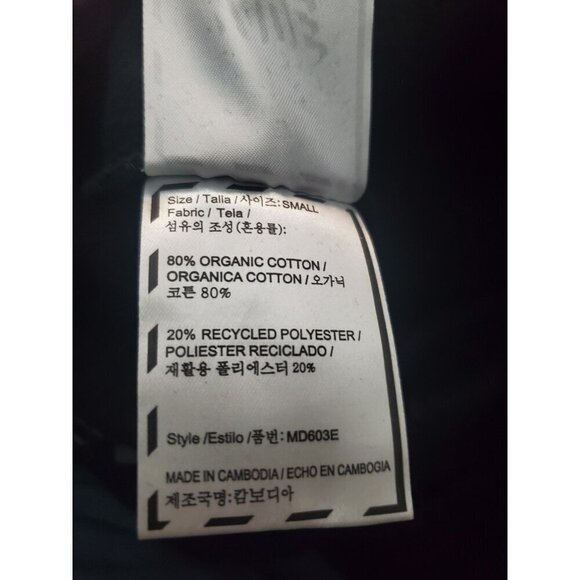 Size / Talla / 사이즈: SMALL
Fabric / Tela /
섬유의 조성(혼용률):
80% ORGANIC COTTON /
ORGANICA COTTON / 오가닉
코튼 80%
20% RECYCLED POLYESTER /
POLIESTER RECICLADO /
재활용 폴리에스터 20%
Style /Estilo /품번: MD603E
MADE IN CAMBODIA / ECHO EN CAMBOGIA
제조국명:캄보디아